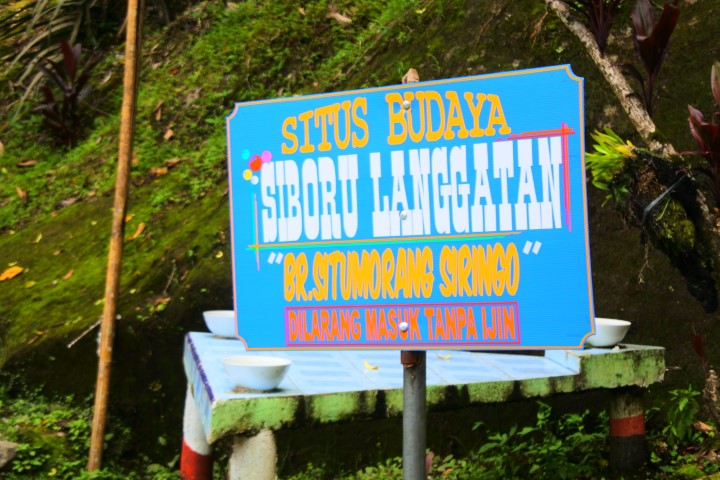 SITUS BUDAYA
SIBORU LANGGATAN
"BR.SITUMORANG SIRINGO"
DILARANG MASUK TANPA IJIN